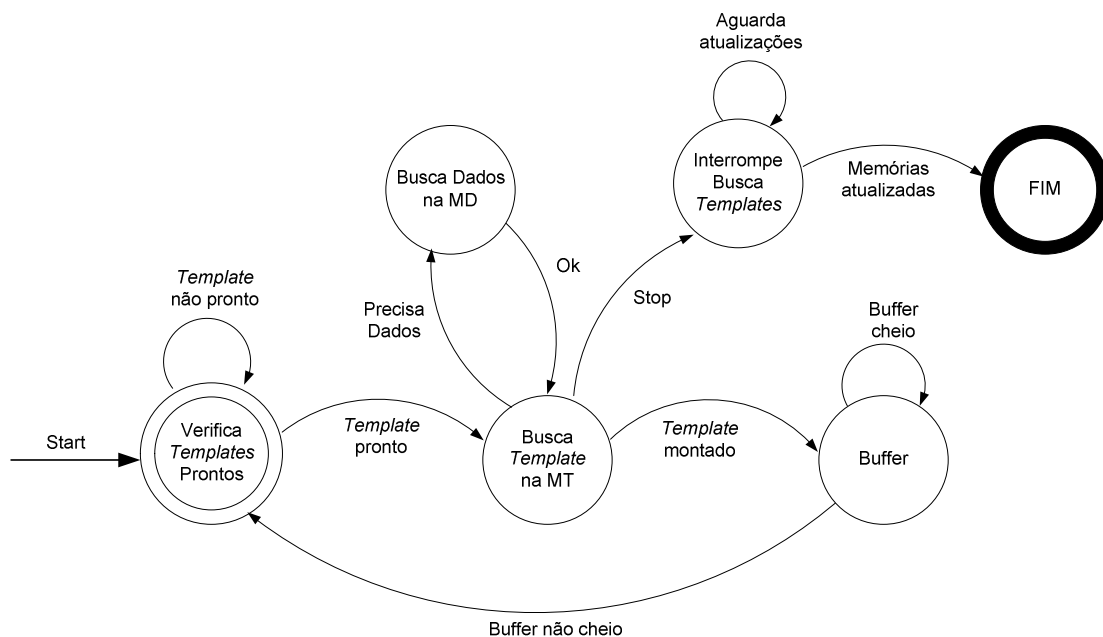 Aguarda
atualizações
Interrompe
Busca
Templates
Memórias
atualizadas
FIM
Busca Dados
na MD
Ok
Stop
Precisa
Dados
Template
não pronto
Buffer
cheio
Start
Verifica
Templates
Prontos
Template
pronto
Busca
Template
na MT
Template
montado
Buffer
Buffer não cheio